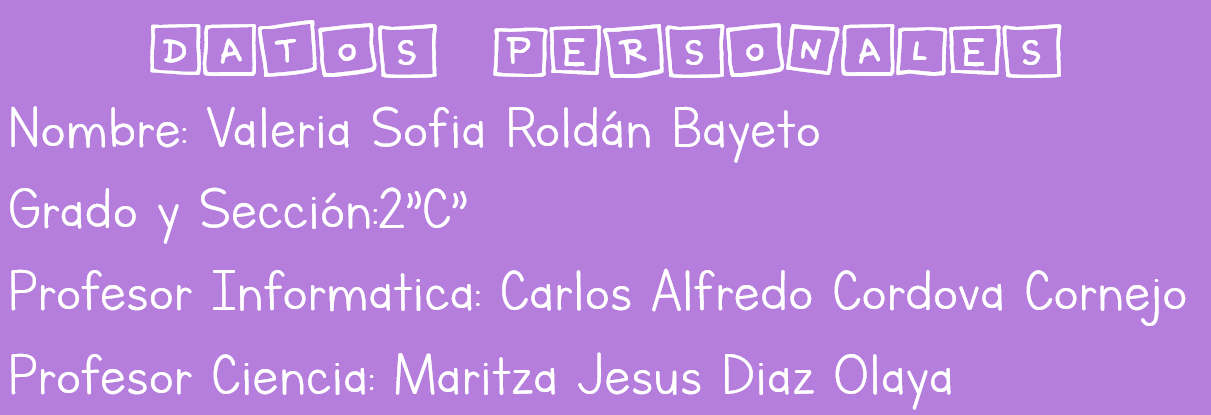 DATOS PERSONALES
Nombre: Valeria Sofia Roldán Bayeto
Grado y Sección:2”C”
Profesor Informatica: Carlos Alfredo Cordova Cornejo
Profesor Ciencia: Maritza Jesus Diaz Olaya